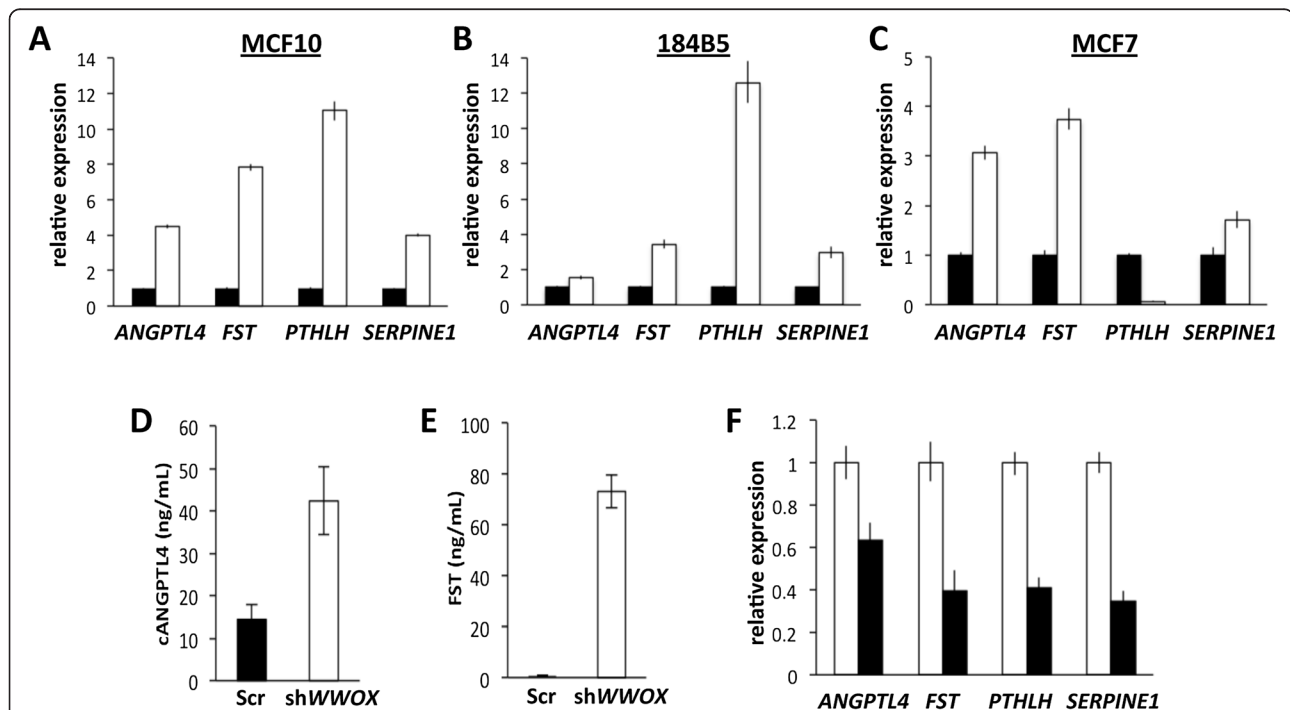 A
MCF10
relative expression
14
12
10
8
6
4
2
0
ANGPTL4 FST PTHLH SERPINE1
B
184B5
relative expression
14
12
10
8
6
4
2
0
ANGPTL4 FST PTHLH SERPINE1
C
MCF7
relative expression
5
4
3
2
1
0
ANGPTL4 FST PTHLH SERPINE1
D
cANGPTL4 (ng/mL)
60
50
40
30
20
10
0
Scr shWWOX
E
FST (ng/mL)
100
80
60
40
20
0
Scr shWWOX
F
relative expression
1.2
1
0.8
0.6
0.4
0.2
0
ANGPTL4 FST PTHLH SERPINE1